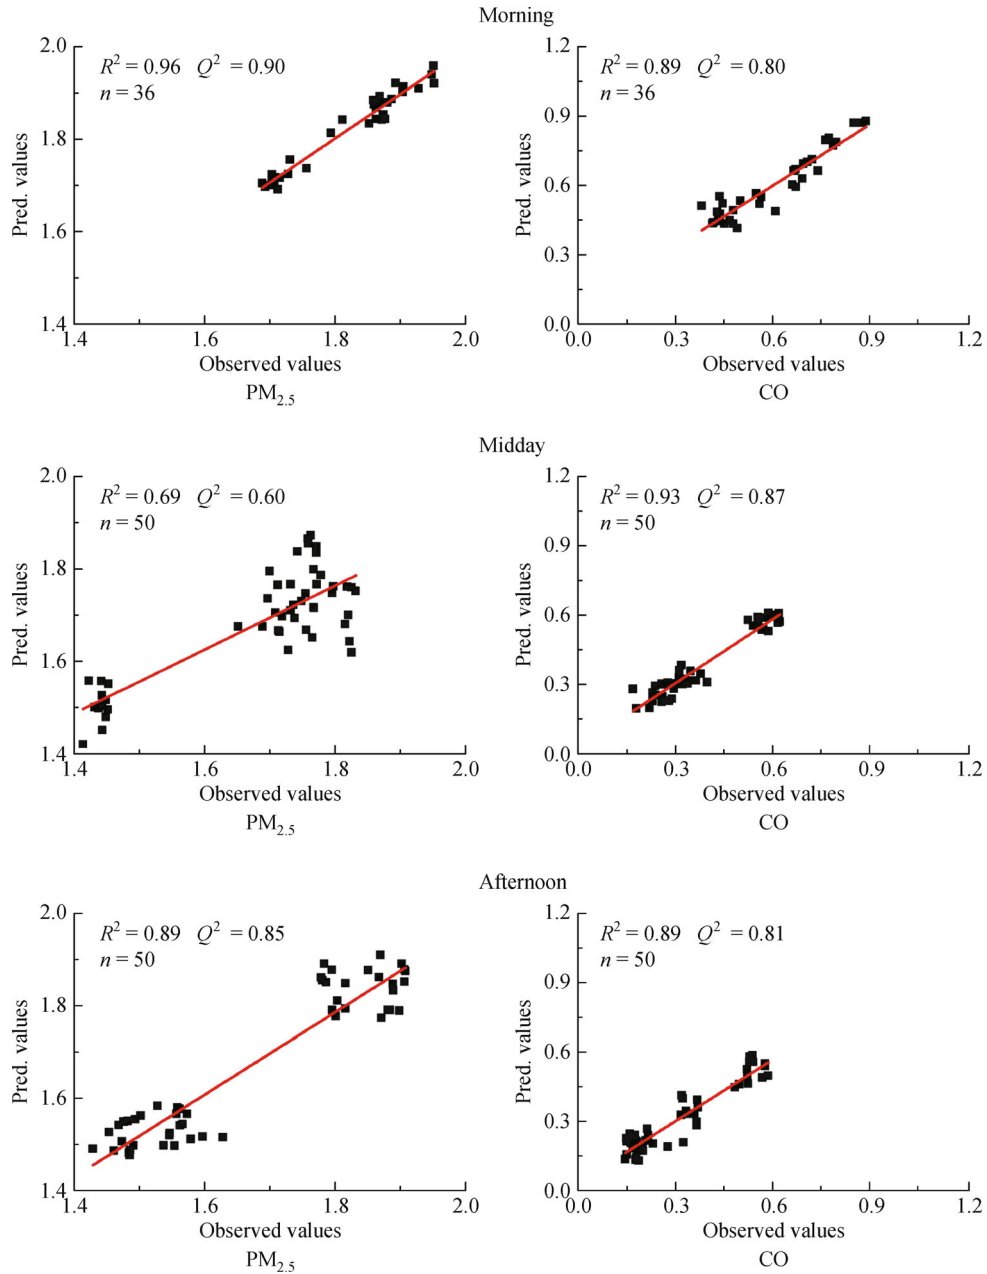 Morning
2.0
1.8
1.6
1.4
Pred. values
R² = 0.96 Q² = 0.90
n = 36
1.4 1.6 1.8 2.0
Observed values
PM₂.₅
1.2
0.9
0.6
0.3
0.0
Pred. values
R² = 0.89 Q² = 0.80
n = 36
0.0 0.3 0.6 0.9 1.2
Observed values
CO
Midday
2.0
1.8
1.6
1.4
Pred. values
R² = 0.69 Q² = 0.60
n = 50
1.4 1.6 1.8 2.0
Observed values
PM₂.₅
1.2
0.9
0.6
0.3
0.0
Pred. values
R² = 0.93 Q² = 0.87
n = 50
0.0 0.3 0.6 0.9 1.2
Observed values
CO
Afternoon
2.0
1.8
1.6
1.4
Pred. values
R² = 0.89 Q² = 0.85
n = 50
1.4 1.6 1.8 2.0
Observed values
PM₂.₅
1.2
0.9
0.6
0.3
0.0
Pred. values
R² = 0.89 Q² = 0.81
n = 50
0.0 0.3 0.6 0.9 1.2
Observed values
CO